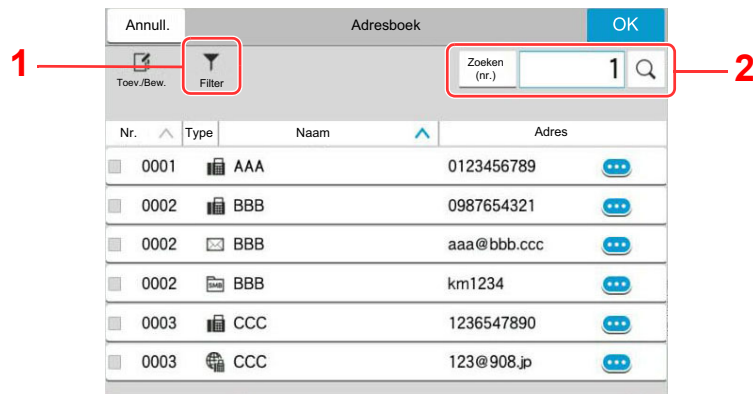 Annull. Adresboek OK
1
Toev./Bew. Filter Zoeken (nr.) 1
2
Nr. Type Naam Adres
0001 AAA 0123456789
0002 BBB 0987654321
0002 BBB aaa@bbb.ccc
0002 SMB BBB km1234
0003 CCC 1236547890
0003 CCC 123@908.jp